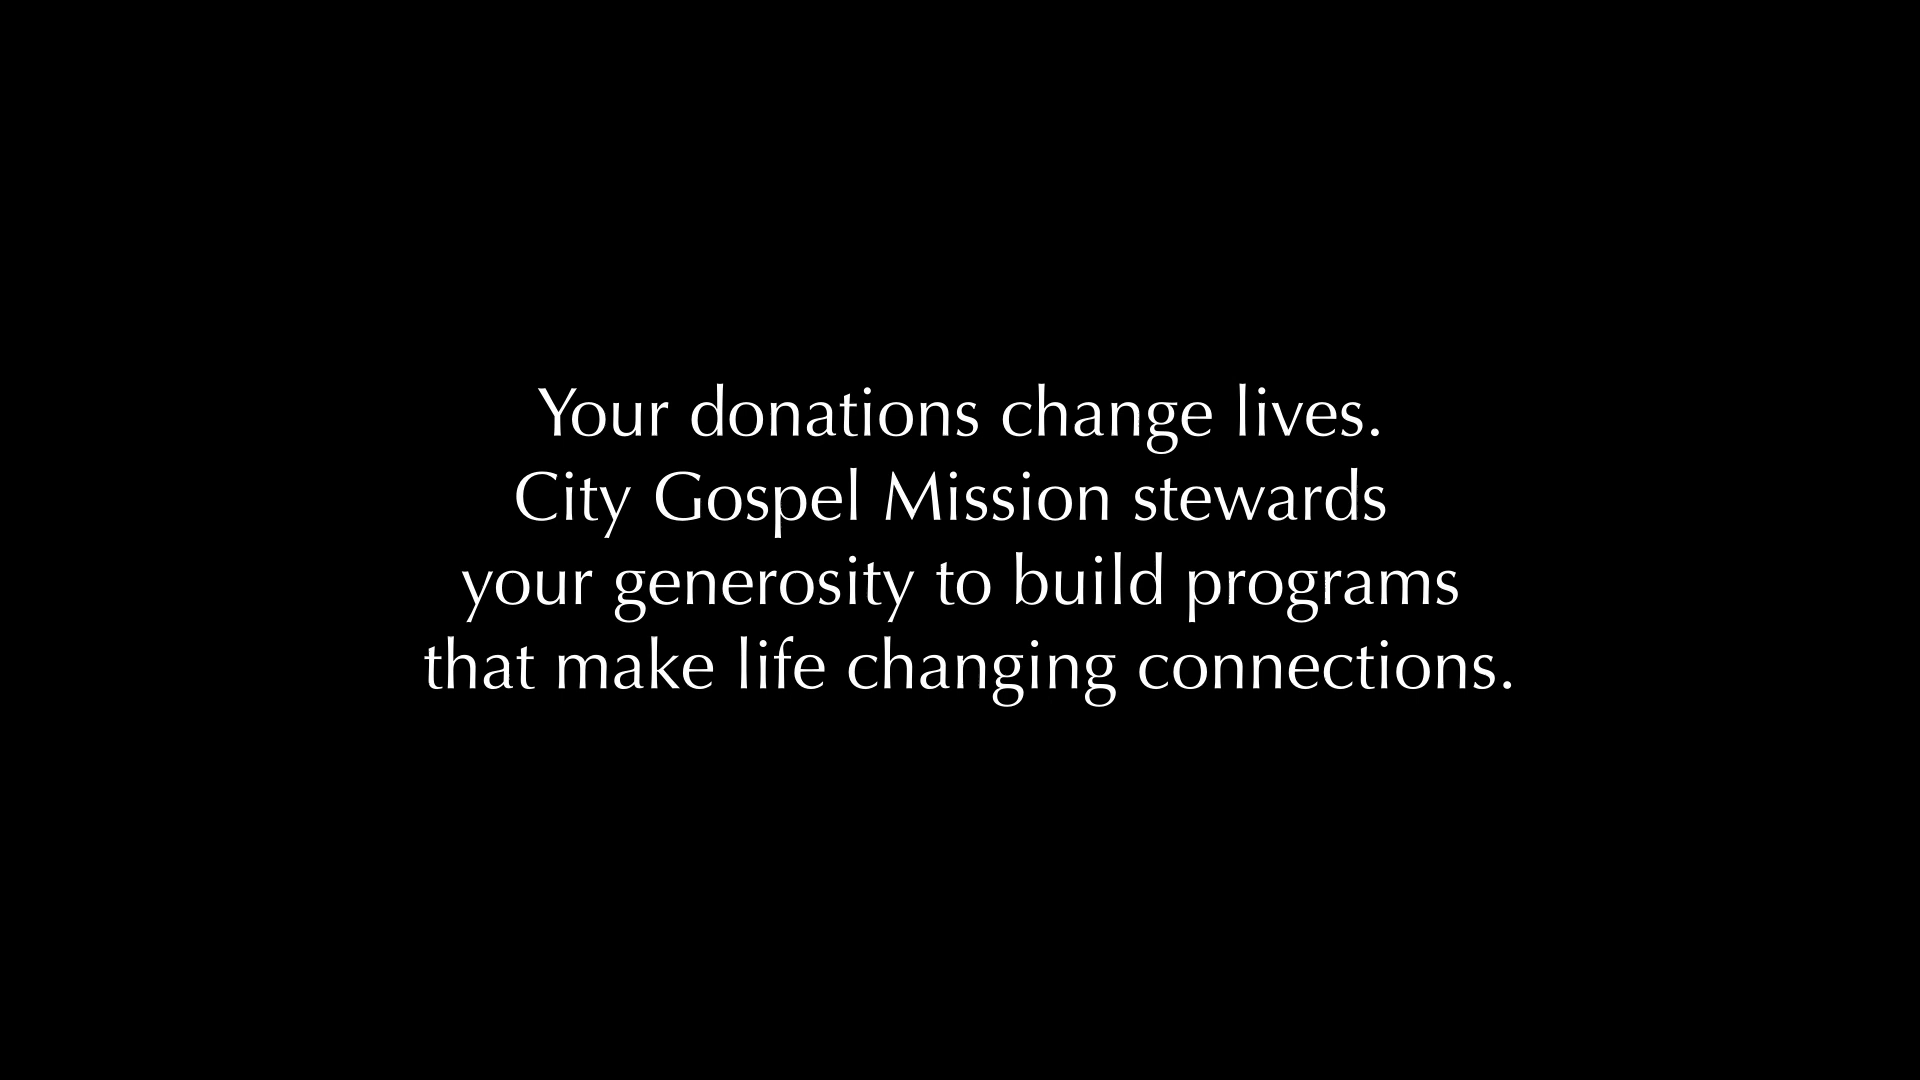 Your donations change lives.
City Gospel Mission stewards
your generosity to build programs
that make life changing connections.